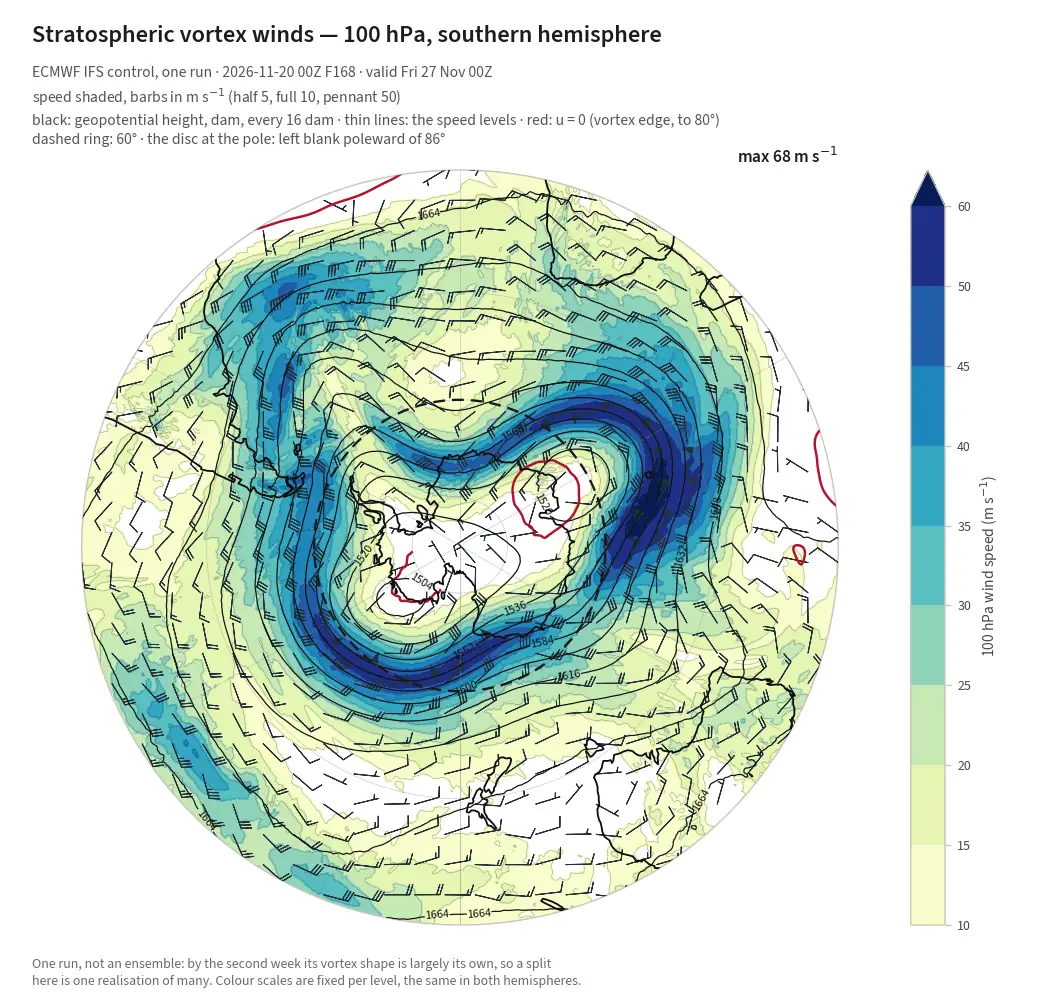 Stratospheric vortex winds — 100 hPa, southern hemisphere
ECMWF IFS control, one run · 2026-11-20 00Z F168 · valid Fri 27 Nov 00Z
speed shaded, barbs in m s⁻¹ (half 5, full 10, pennant 50)
black: geopotential height, dam, every 16 dam · thin lines: the speed levels · red: u = 0 (vortex edge, to 80°)
dashed ring: 60° · the disc at the pole: left blank poleward of 86°
max 68 m s⁻¹
1664
60
50
45
40
35
30
25
20
15
10
100 hPa wind speed (m s⁻¹)
1520
1504
1536
1584
1632
1616
1664
1664
1664 1664
One run, not an ensemble: by the second week its vortex shape is largely its own, so a split
here is one realisation of many. Colour scales are fixed per level, the same in both hemispheres.